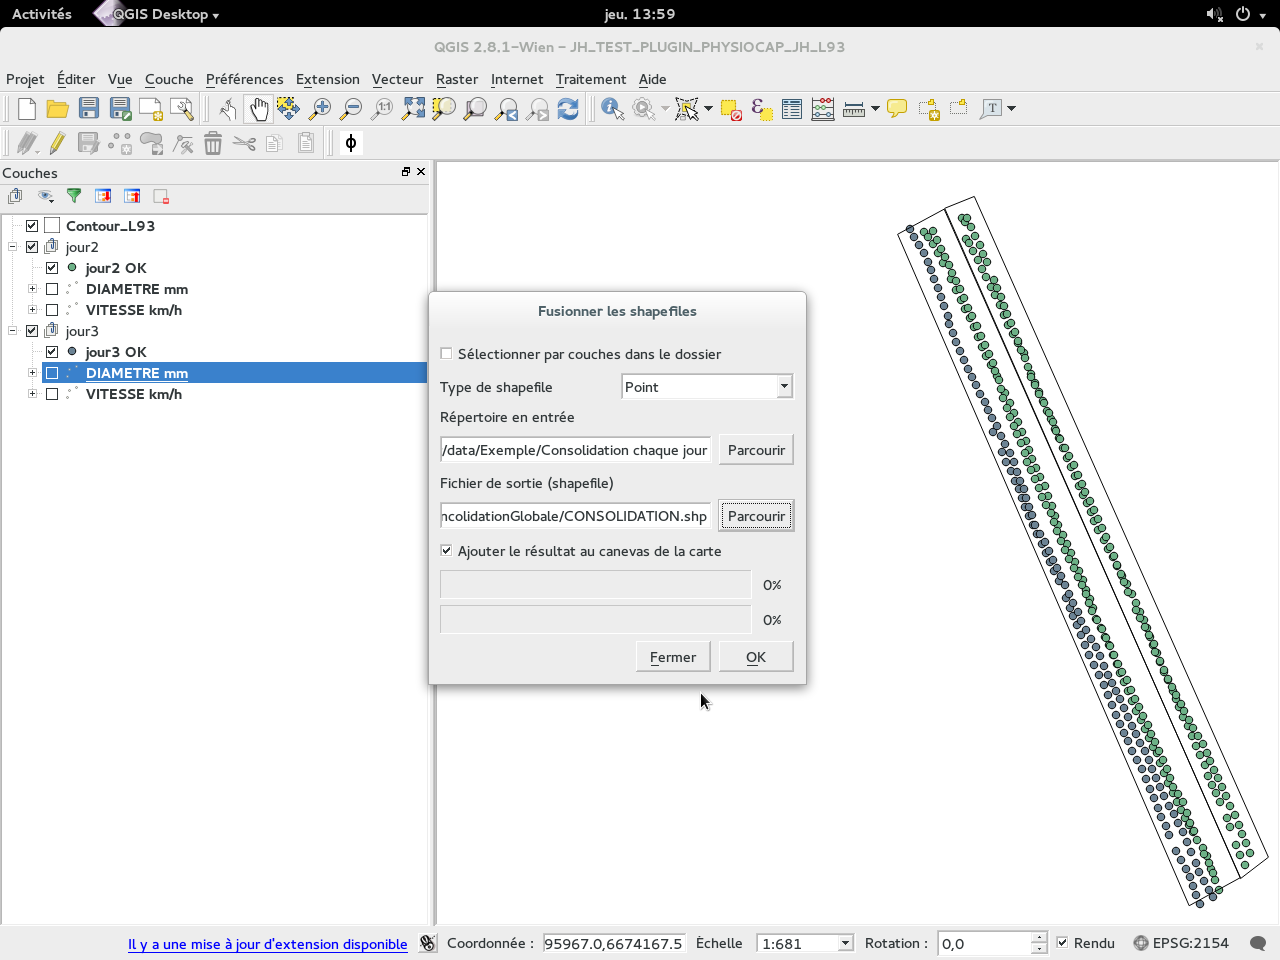 Activités QGIS Desktop jeu. 13:59
QGIS 2.8.1-Wien - JH_TEST_PLUGIN_PHYSIOCAP_JH_L93
Projet Éditer Vue Couche Préférences Extension Vecteur Raster Internet Traitement Aide
1:1 ε T
ϕ
Couches
Contour_L93
jour2
jour2 OK
DIAMETRE mm
VITESSE km/h
jour3
jour3 OK
DIAMETRE mm
VITESSE km/h
Fusionner les shapefiles
Sélectionner par couches dans le dossier
Type de shapefile Point
Répertoire en entrée
/data/Exemple/Consolidation chaque jour Parcourir
Fichier de sortie (shapefile)
ncolidationGlobale/CONSOLIDATION.shp Parcourir
Ajouter le résultat au canevas de la carte
0%
0%
Fermer OK
Il y a une mise à jour d'extension disponible Coordonnée : 95967.0,6674167.5 Échelle 1:681 Rotation : 0,0 Rendu EPSG:2154